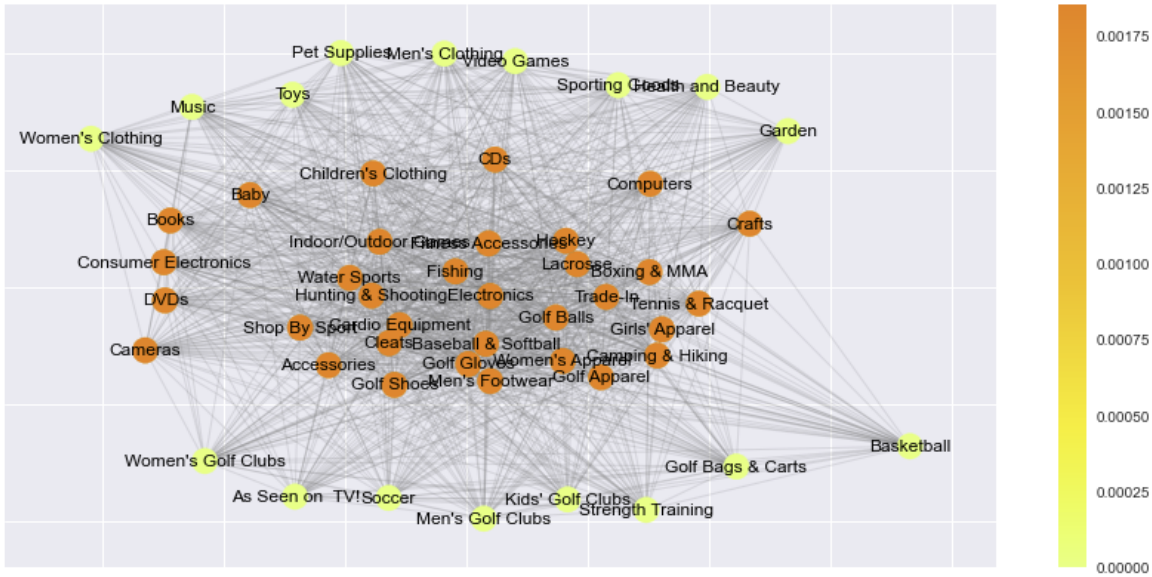 Pet Supplies
Men's Clothing
Video Games
Sporting Goods
Health and Beauty
Toys
Music
Women's Clothing
Garden
CDs
Children's Clothing
Computers
Baby
Books
Crafts
Indoor/Outdoor Games
Fitness Accessories
Hockey
Consumer Electronics
Lacrosse
Fishing
Boxing & MMA
Water Sports
Hunting & Shooting
Electronics
Trade-In
DVDs
Tennis & Racquet
Golf Balls
Shop By Sport
Cardio Equipment
Girls' Apparel
Cleats
Baseball & Softball
Cameras
Accessories
Golf Gloves
Women's Apparel
Camping & Hiking
Golf Shoes
Men's Footwear
Golf Apparel
Basketball
Women's Golf Clubs
Golf Bags & Carts
As Seen on  TV!
Soccer
Kids' Golf Clubs
Strength Training
Men's Golf Clubs
0.00175
0.00150
0.00125
0.00100
0.00075
0.00050
0.00025
0.00000